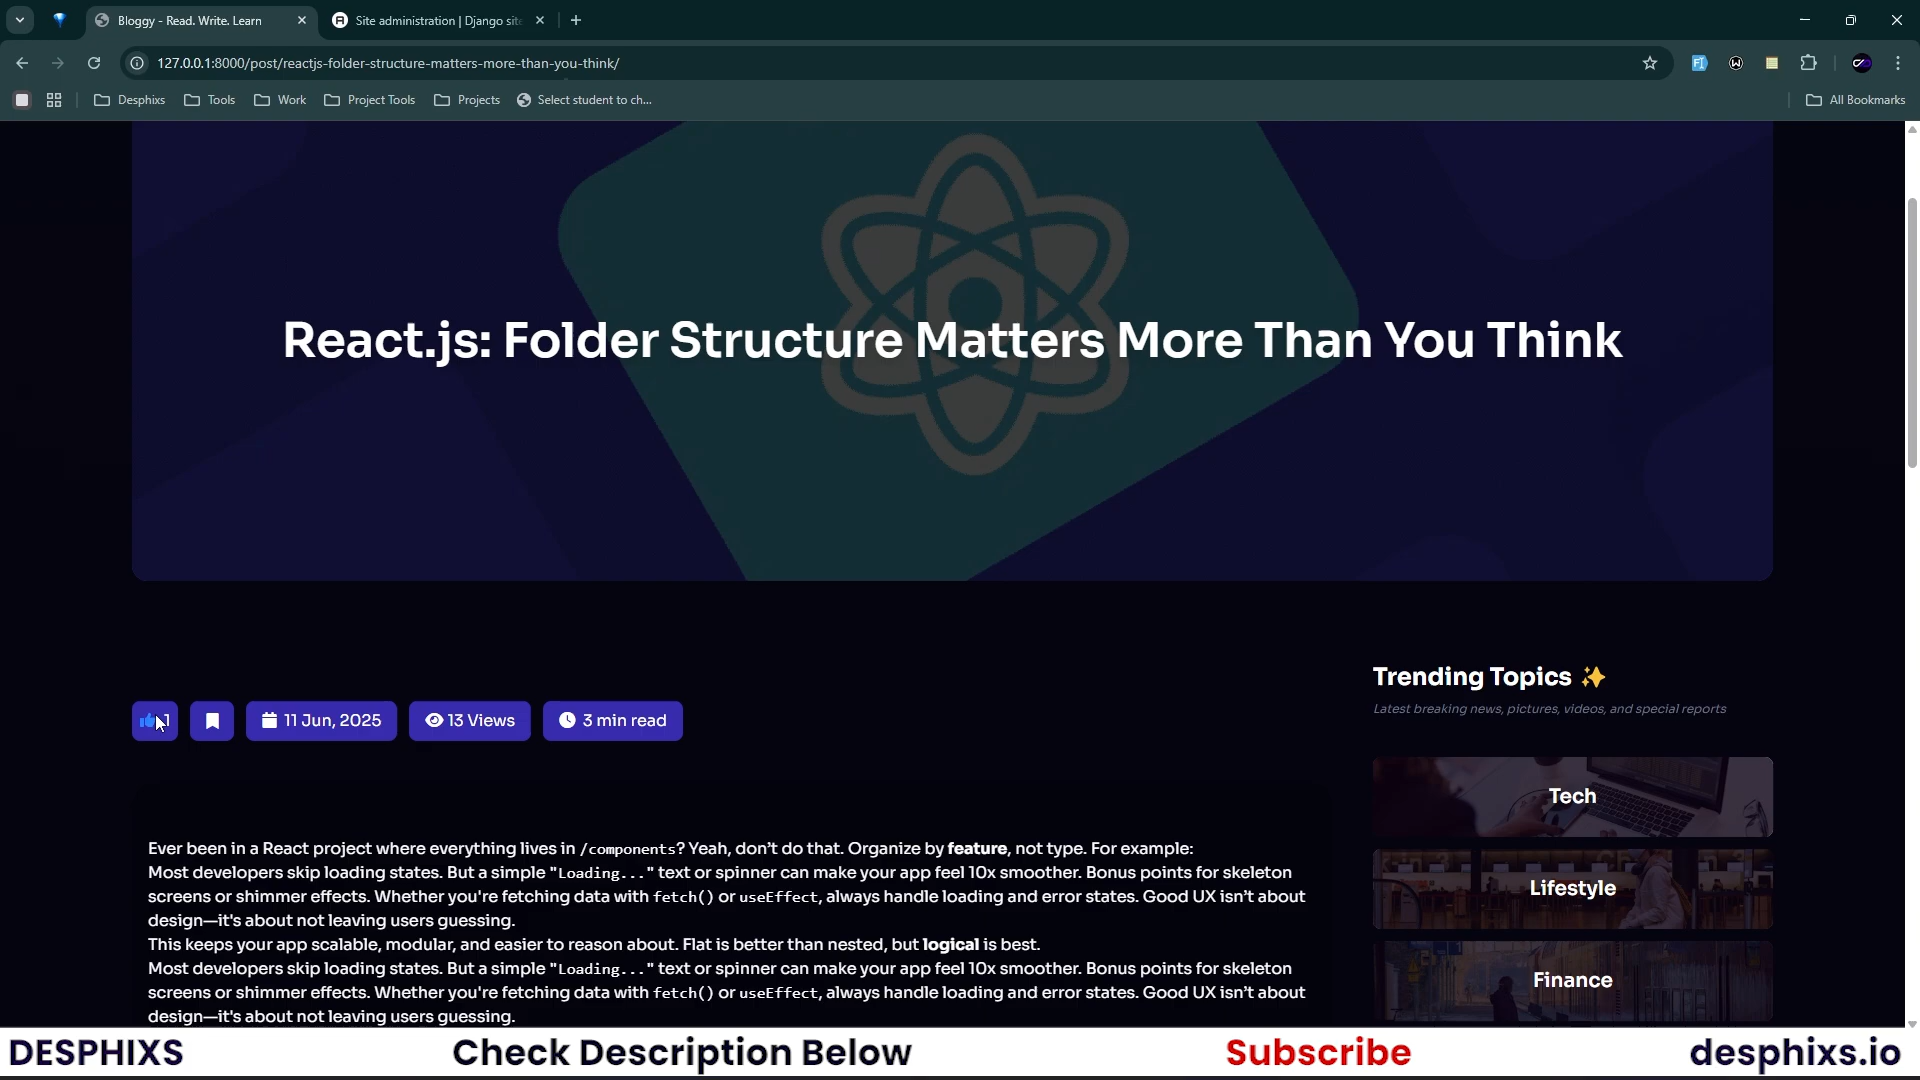 Bloggy - Read. Write. Learn
Site administration | Django site
127.0.0.1:8000/post/reactjs-folder-structure-matters-more-than-you-think/
Desphixs
Tools
Work
Project Tools
Projects
Select student to ch...
All Bookmarks
React.js: Folder Structure Matters More Than You Think
1
11 Jun, 2025
13 Views
3 min read
Ever been in a React project where everything lives in /components? Yeah, don’t do that. Organize by feature, not type. For example:
Most developers skip loading states. But a simple "Loading..." text or spinner can make your app feel 10x smoother. Bonus points for skeleton
screens or shimmer effects. Whether you're fetching data with fetch() or useEffect, always handle loading and error states. Good UX isn’t about
design—it's about not leaving users guessing.
This keeps your app scalable, modular, and easier to reason about. Flat is better than nested, but logical is best.
Most developers skip loading states. But a simple "Loading..." text or spinner can make your app feel 10x smoother. Bonus points for skeleton
screens or shimmer effects. Whether you're fetching data with fetch() or useEffect, always handle loading and error states. Good UX isn’t about
design—it's about not leaving users guessing.
Trending Topics ✨
Latest breaking news, pictures, videos, and special reports
Tech
Lifestyle
Finance
DESPHIXS
Check Description Below
Subscribe
desphixs.io